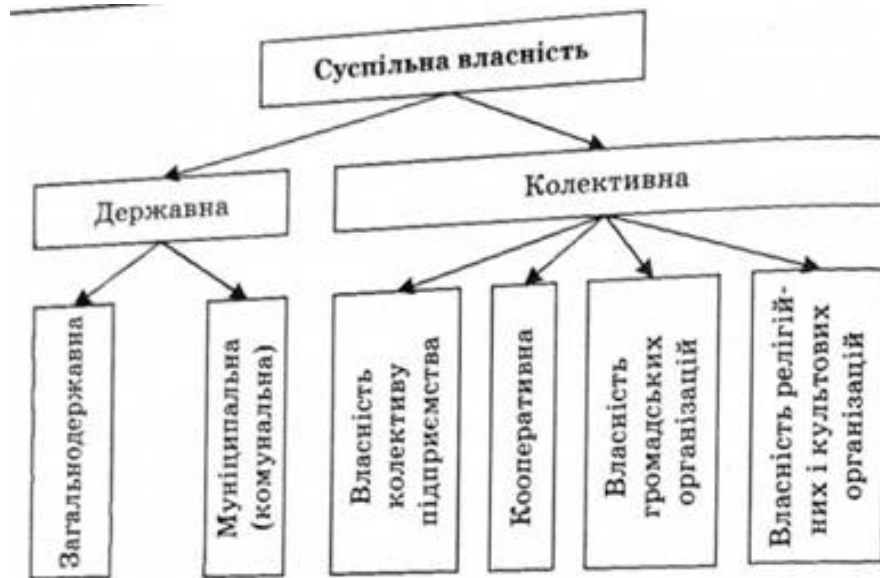 Суспільна власність
Державна
Колективна
Загальнодержавна
Муніципальна
(комунальна)
Власність
колективу
підприємства
Кооперативна
Власність
громадських
організацій
Власність релігій-
них і культових
організацій